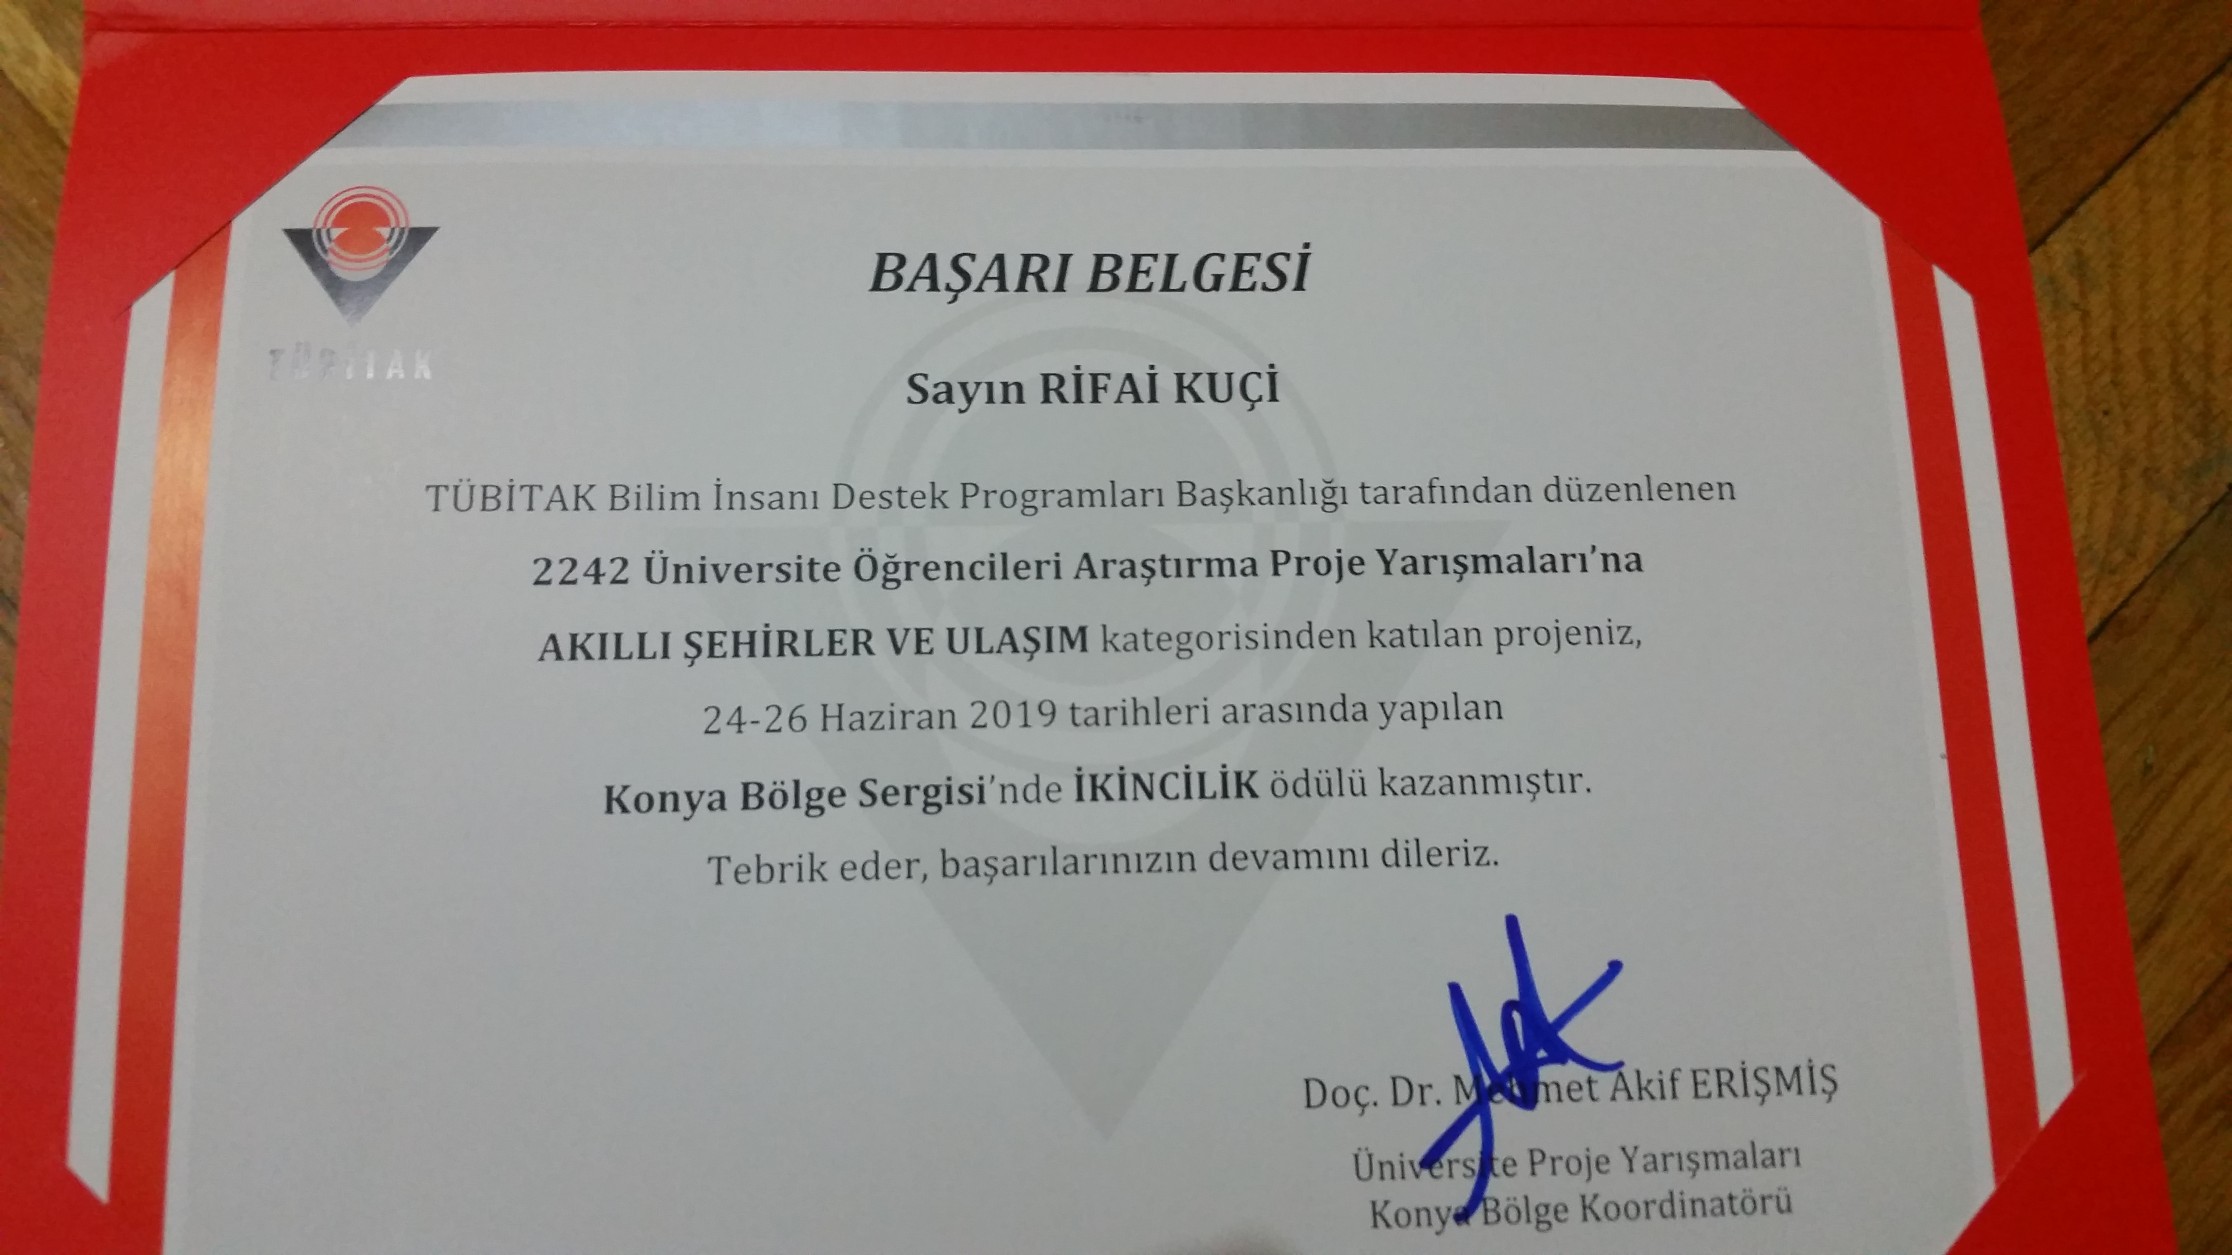 TÜBİTAK
BAŞARI BELGESİ
Sayın RİFAİ KUÇİ
TÜBİTAK Bilim İnsanı Destek Programları Başkanlığı tarafından düzenlenen
2242 Üniversite Öğrencileri Araştırma Proje Yarışmaları'na
AKILLI ŞEHİRLER VE ULAŞIM kategorisinden katılan projeniz,
24-26 Haziran 2019 tarihleri arasında yapılan
Konya Bölge Sergisi'nde İKİNCİLİK ödülü kazanmıştır.
Tebrik eder, başarılarınızın devamını dileriz.
Doç. Dr. Mehmet Akif ERİŞMİŞ
Üniversite Proje Yarışmaları
Konya Bölge Koordinatörü